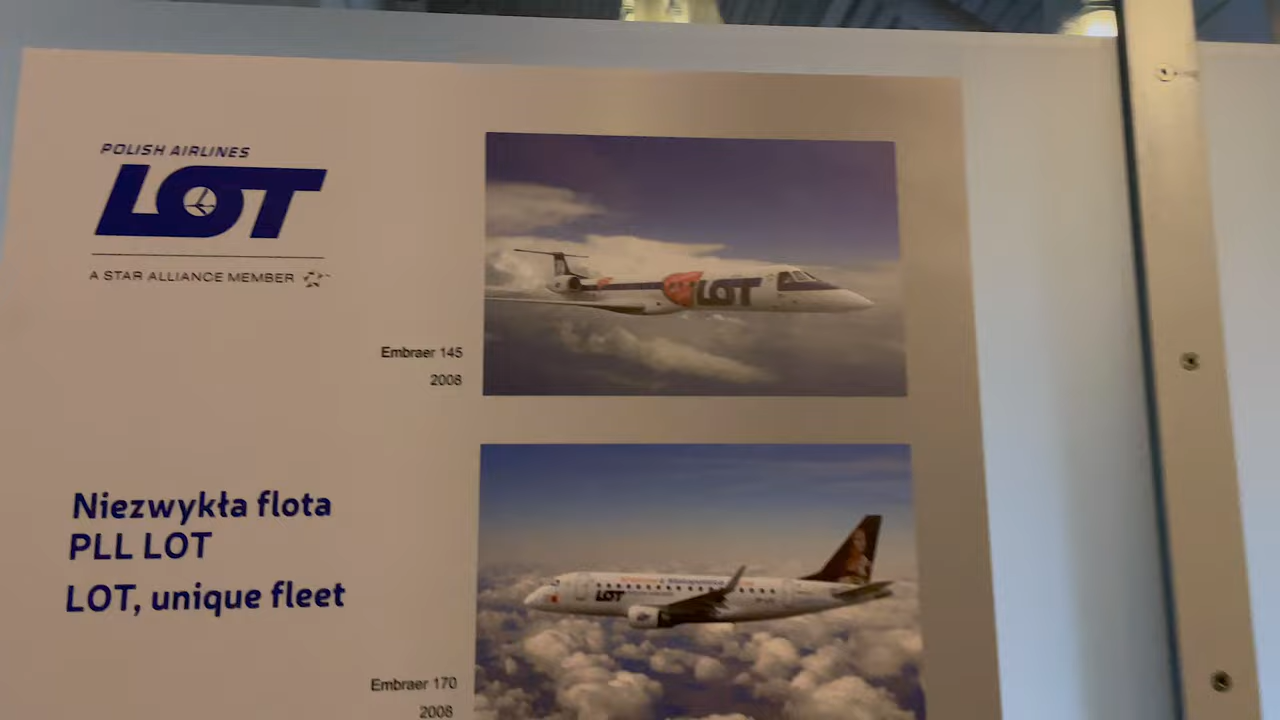 POLISH AIRLINES
LOT
A STAR ALLIANCE MEMBER
LOT
Embraer 145
2008
Niezwykła flota
PLL LOT
LOT, unique fleet
LOT
Embraer 170
2008